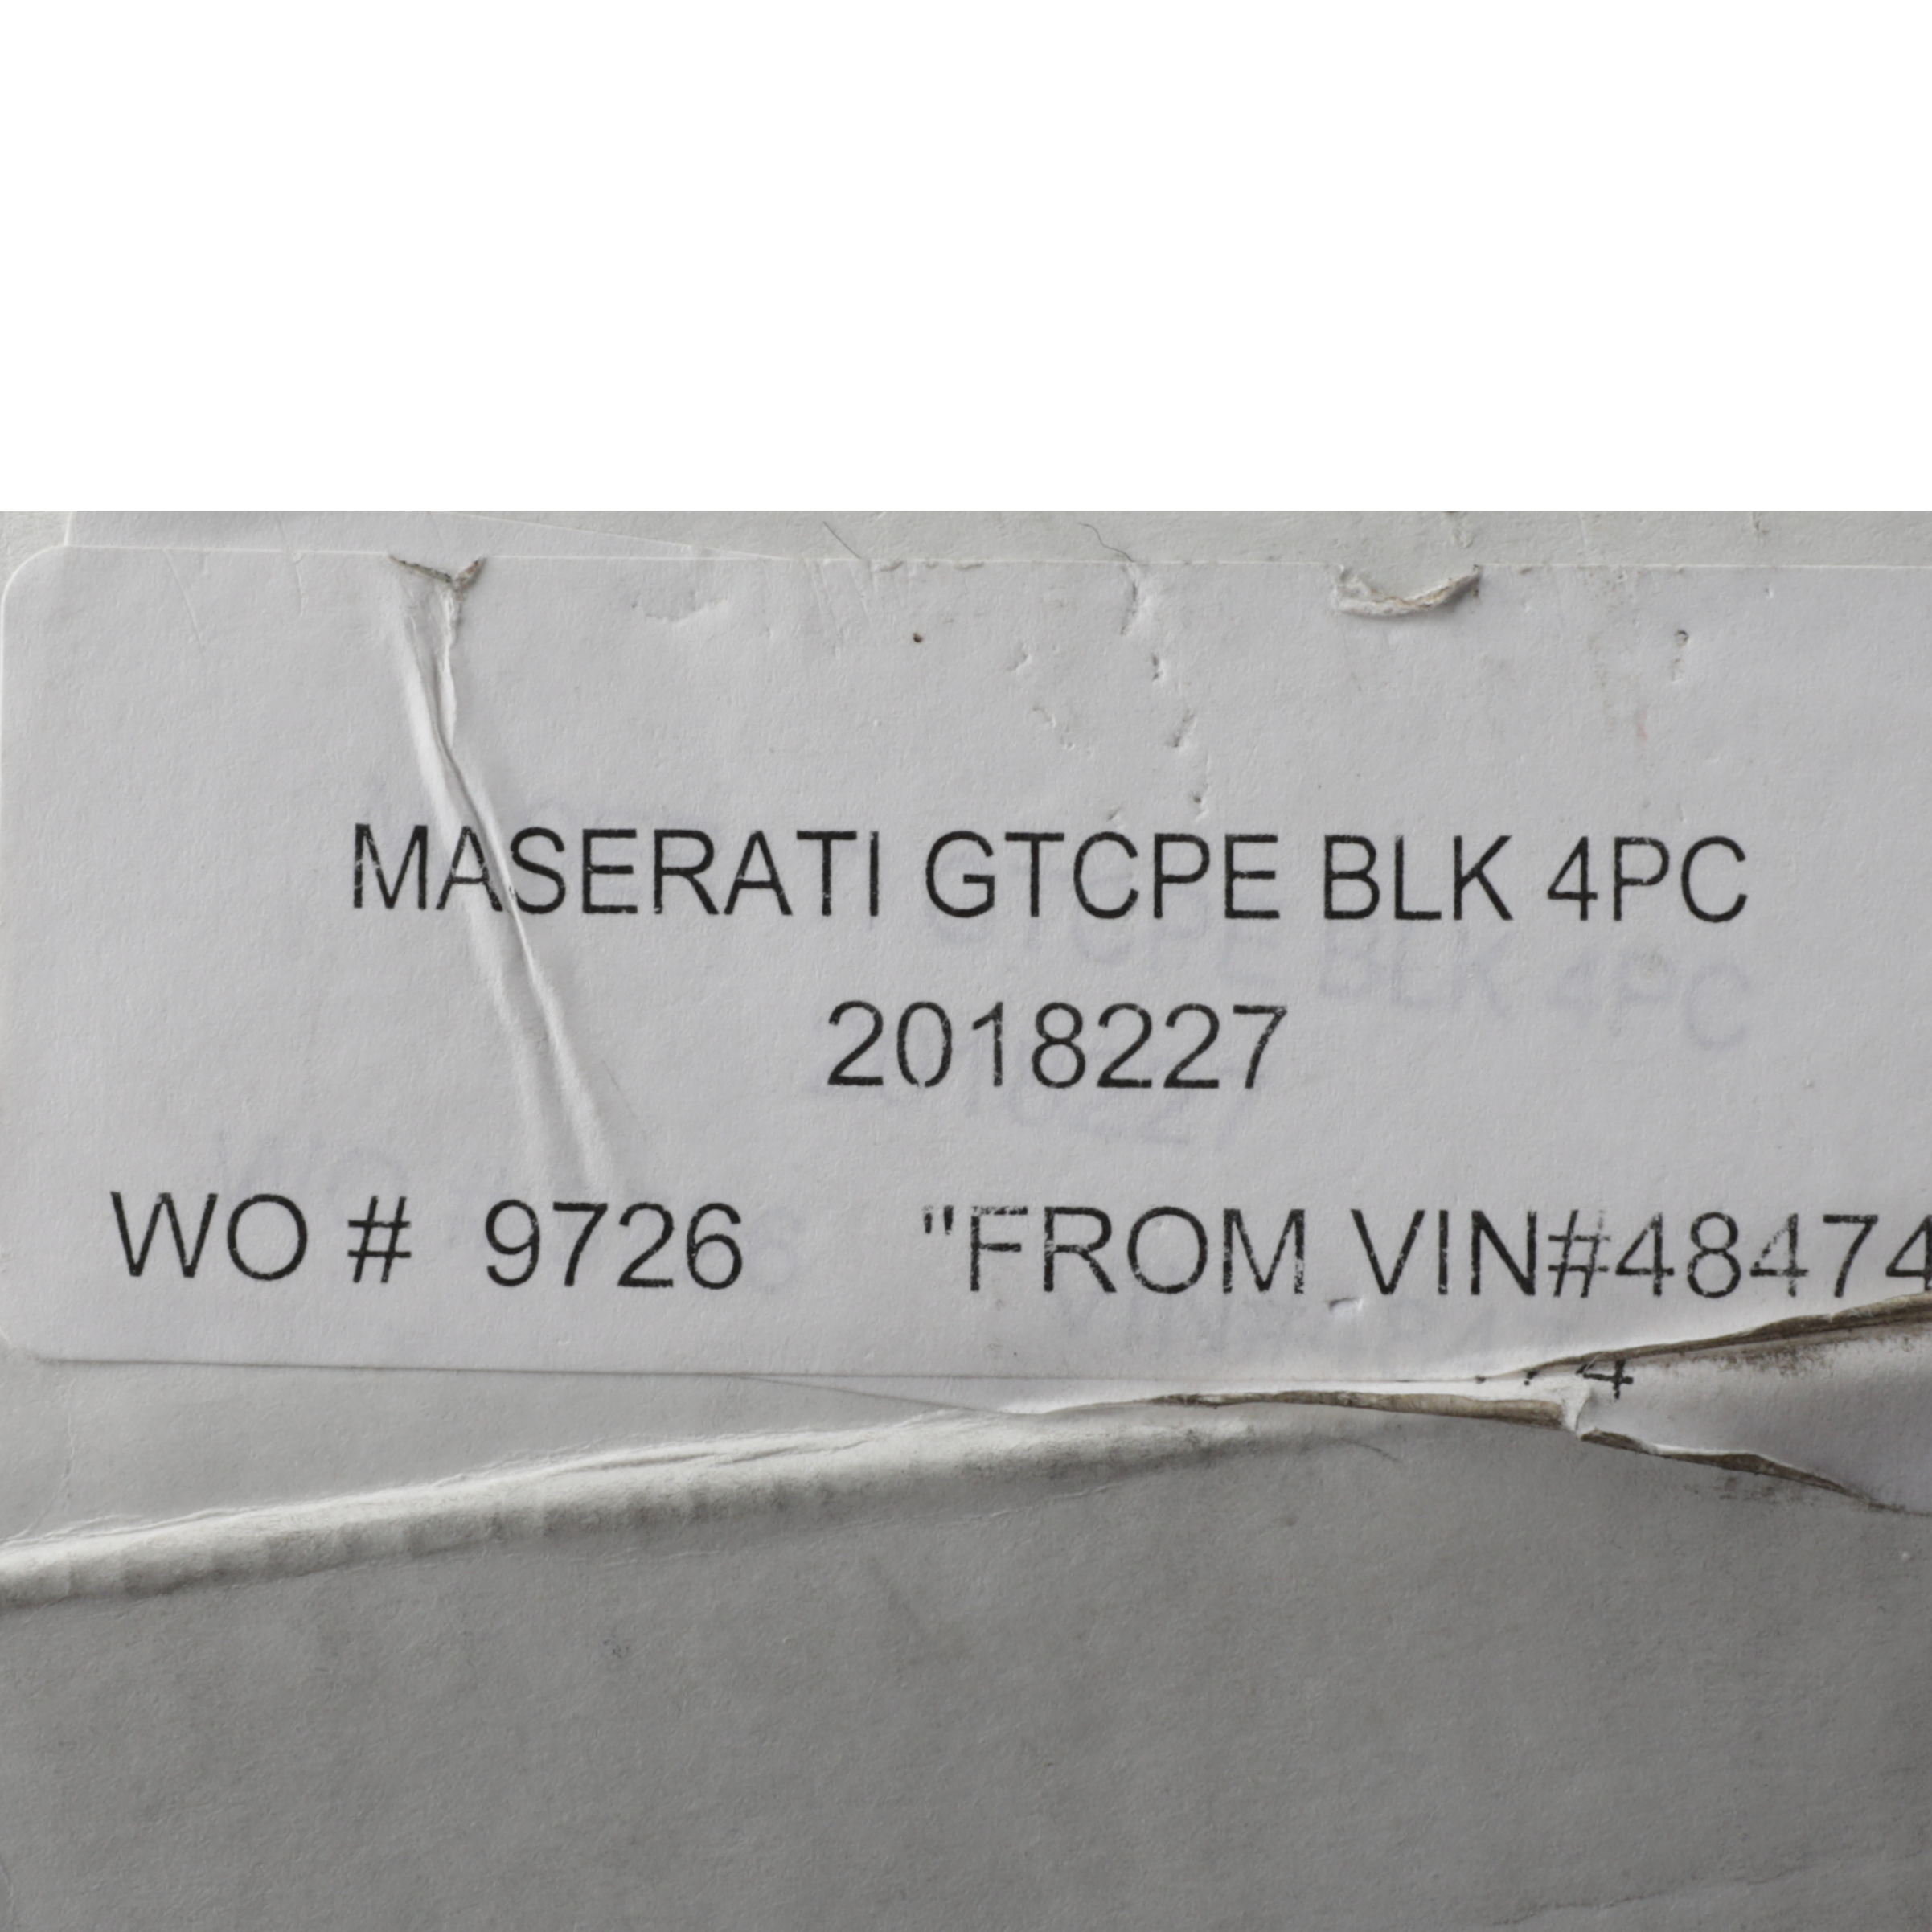 MASERATI GTCPE BLK 4PC
2018227
WO # 9726 "FROM VIN#48474